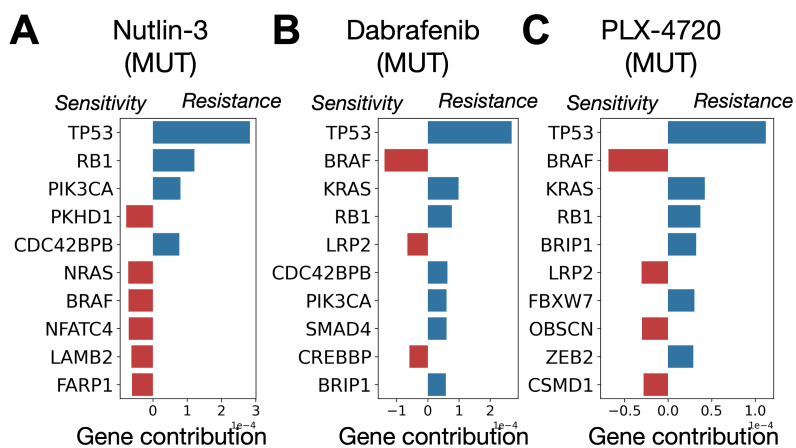 A
Nutlin-3
(MUT)
Sensitivity
Resistance
TP53
RB1
PIK3CA
PKHD1
CDC42BPB
NRAS
BRAF
NFATC4
LAMB2
FARP1
0 1 2 3
1e−4
Gene contribution
B
Dabrafenib
(MUT)
Sensitivity
Resistance
TP53
BRAF
KRAS
RB1
LRP2
CDC42BPB
PIK3CA
SMAD4
CREBBP
BRIP1
−1 0 1 2
1e−4
Gene contribution
C
PLX-4720
(MUT)
Sensitivity
Resistance
TP53
BRAF
KRAS
RB1
BRIP1
LRP2
FBXW7
OBSCN
ZEB2
CSMD1
−0.5 0.0 0.5 1.0
1e−4
Gene contribution